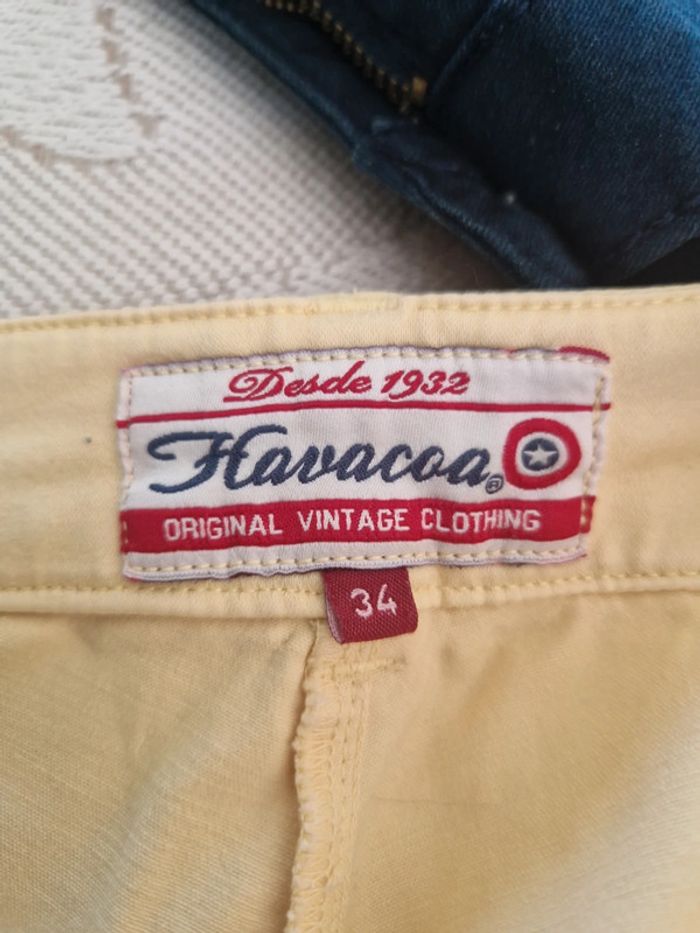 Desde 1932
Havacoa®
ORIGINAL VINTAGE CLOTHING
34